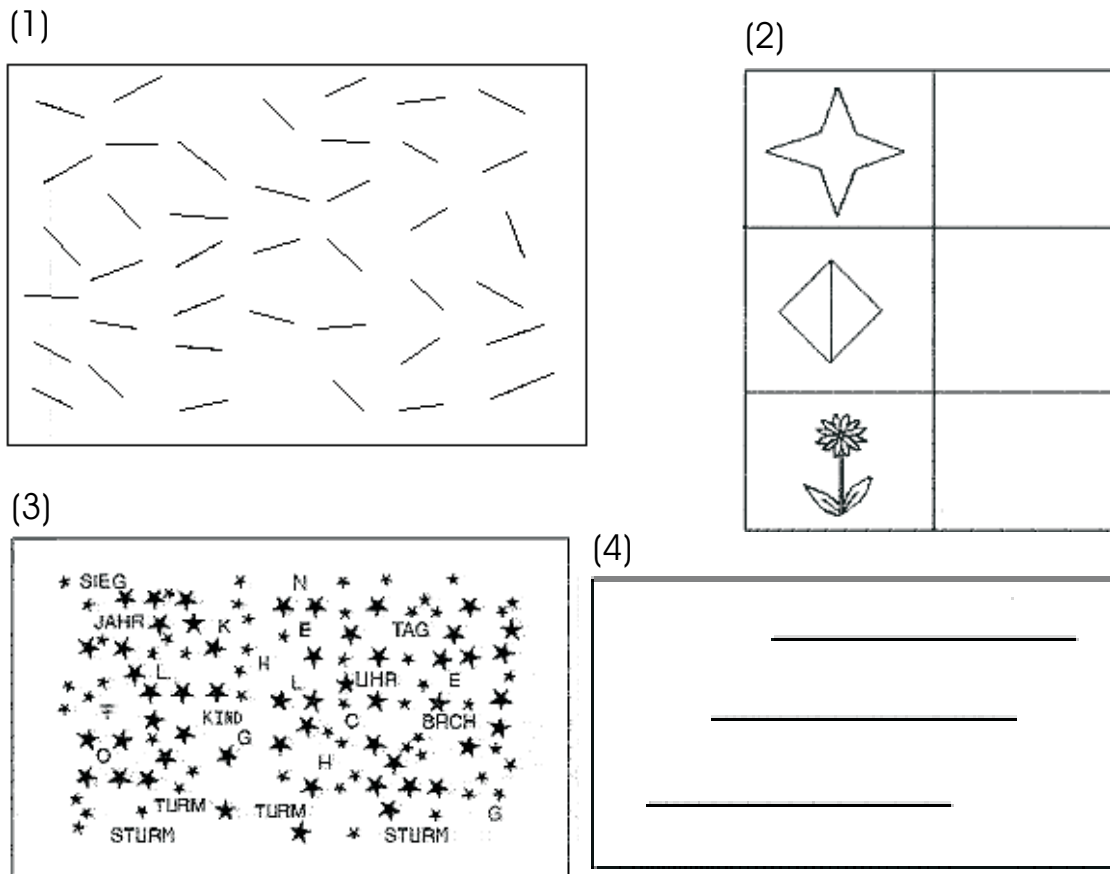 (1)
(2)
(3)
SIEG N
JAHR K E TAG
H
L L UHR E
KIND C BRCH
G
O
H
TURM TURM G
STURM STURM
(4)